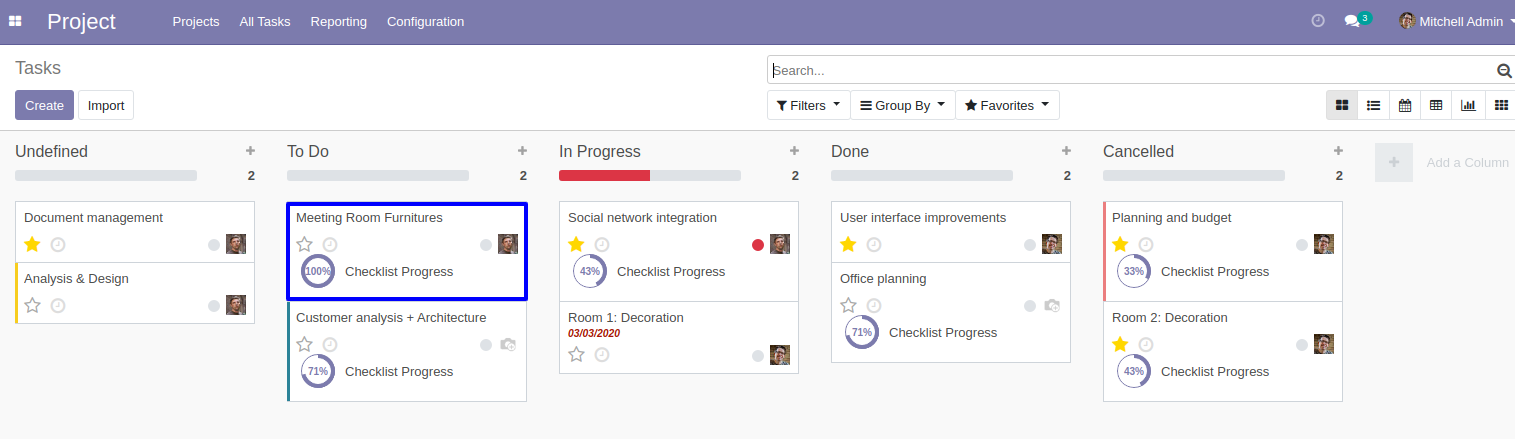 Project Projects All Tasks Reporting Configuration 3 Mitchell Admin
Tasks
Search...
Create Import Filters Group By Favorites
Undefined
2
Document management
Analysis & Design
To Do
2
Meeting Room Furnitures
100% Checklist Progress
Customer analysis + Architecture
71% Checklist Progress
In Progress
2
Social network integration
43% Checklist Progress
Room 1: Decoration
03/03/2020
Done
2
User interface improvements
Office planning
71% Checklist Progress
Cancelled
2
Planning and budget
33% Checklist Progress
Room 2: Decoration
43% Checklist Progress
Add a Column